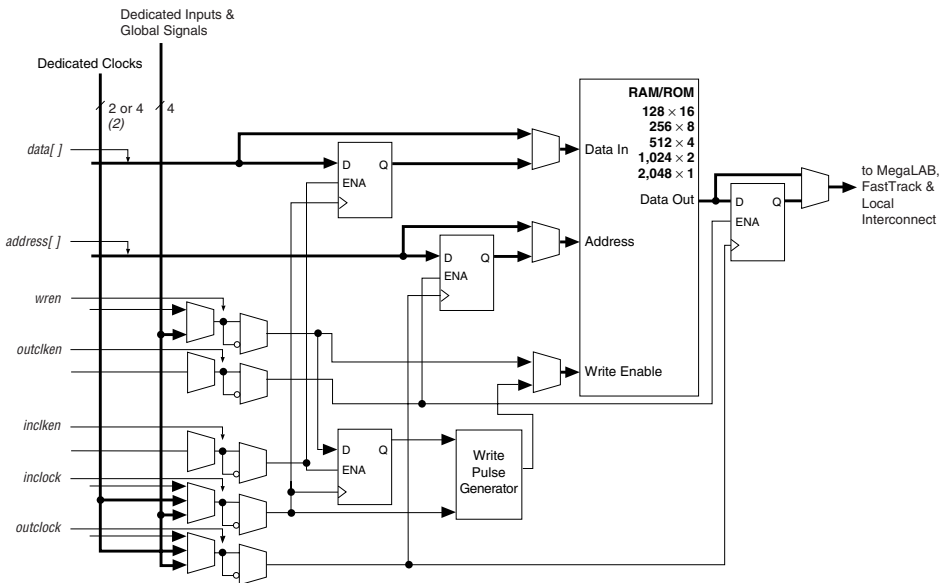 Dedicated Inputs &
Global Signals
Dedicated Clocks
2 or 4
(2)
4
data[ ]
address[ ]
wren
outclken
inclken
inclock
outclock
D
Q
ENA
D
Q
ENA
D
Q
ENA
Write
Pulse
Generator
RAM/ROM
128 × 16
256 × 8
512 × 4
1,024 × 2
2,048 × 1
Data In
Data Out
Address
Write Enable
D
Q
ENA
to MegaLAB,
FastTrack &
Local
Interconnect